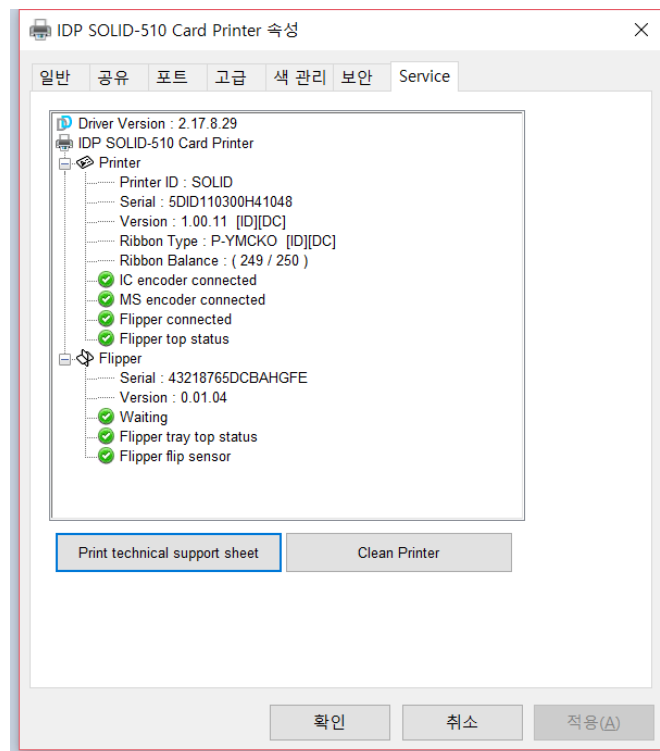 IDP SOLID-510 Card Printer 속성
일반 공유 포트 고급 색 관리 보안 Service
Driver Version : 2.17.8.29
IDP SOLID-510 Card Printer
Printer
Printer ID : SOLID
Serial : 5DID110300H41048
Version : 1.00.11 [ID][DC]
Ribbon Type : P-YMCKO [ID][DC]
Ribbon Balance : ( 249 / 250 )
IC encoder connected
MS encoder connected
Flipper connected
Flipper top status
Flipper
Serial : 43218765DCBAHGFE
Version : 0.01.04
Waiting
Flipper tray top status
Flipper flip sensor
Print technical support sheet Clean Printer
확인 취소 적용(A)